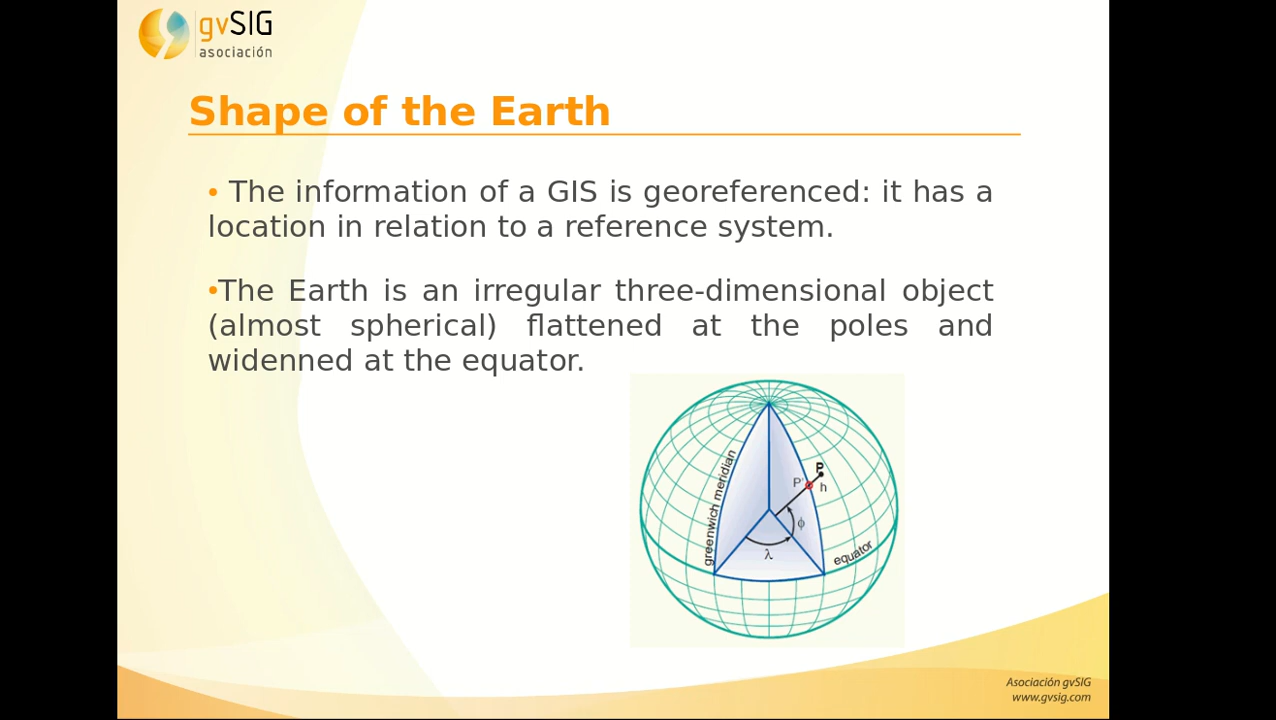 gvSIG
asociación
Shape of the Earth
• The information of a GIS is georeferenced: it has a
location in relation to a reference system.
•The Earth is an irregular three-dimensional object
(almost spherical) flattened at the poles and
widenned at the equator.
greenwich meridian
P
P'
h
ϕ
λ
equator
Asociación gvSIG
www.gvsig.com